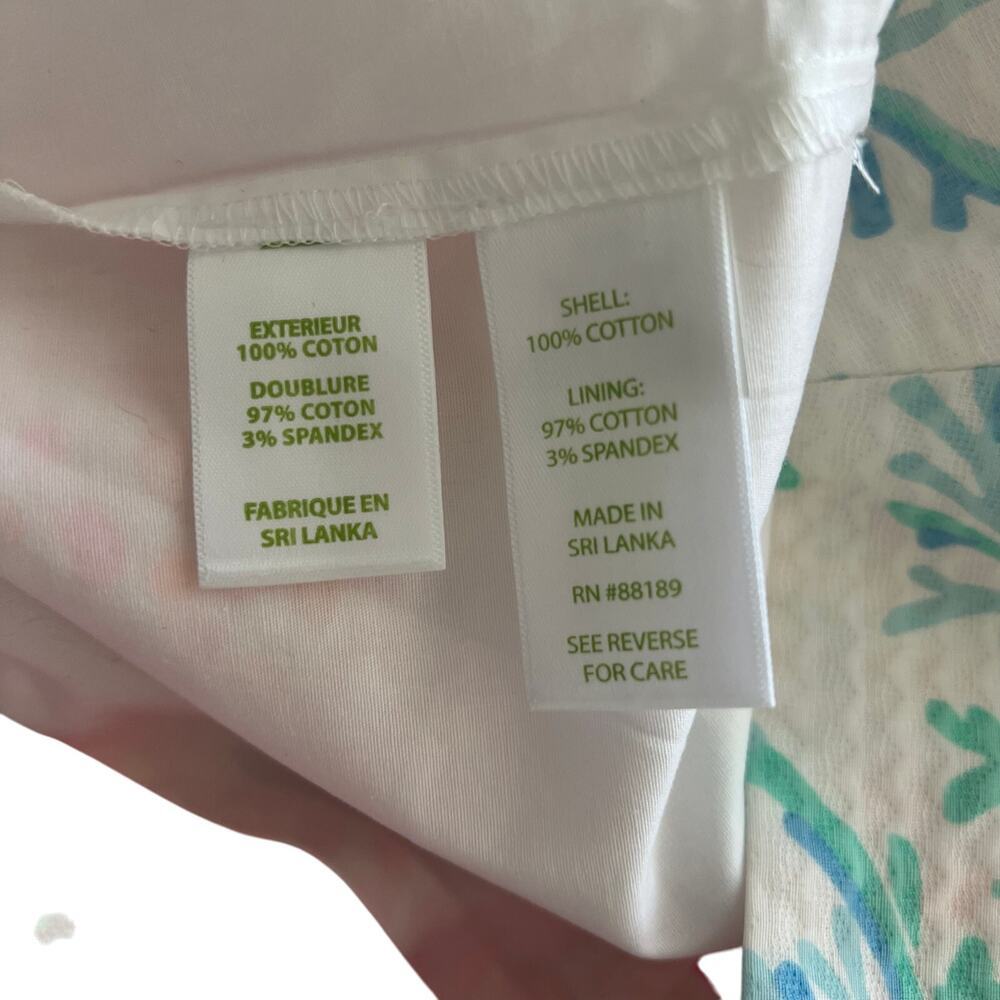 EXTERIEUR
100% COTON
DOUBLURE
97% COTON
3% SPANDEX
FABRIQUE EN
SRI LANKA
SHELL:
100% COTTON
LINING:
97% COTTON
3% SPANDEX
MADE IN
SRI LANKA
RN #88189
SEE REVERSE
FOR CARE